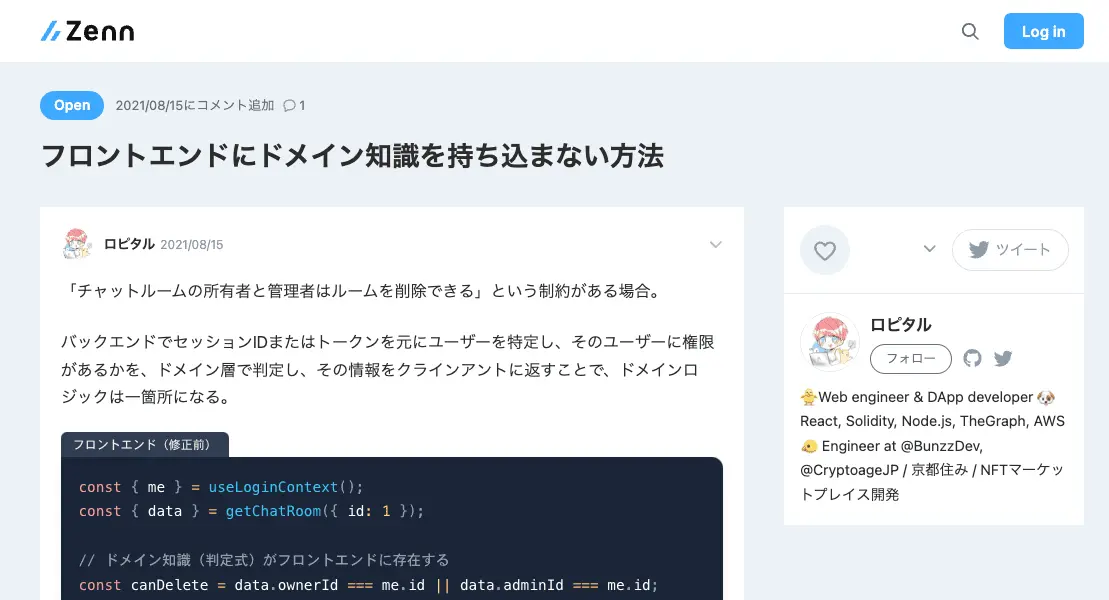 Zenn
Log in
Open 2021/08/15にコメント追加 1
フロントエンドにドメイン知識を持ち込まない方法
ロピタル 2021/08/15
「チャットルームの所有者と管理者はルームを削除できる」という制約がある場合。
バックエンドでセッションIDまたはトークンを元にユーザーを特定し、そのユーザーに権限
があるかを、ドメイン層で判定し、その情報をクラインアントに返すことで、ドメインロ
ジックは一箇所になる。
フロントエンド（修正前）
const { me } = useLoginContext();
const { data } = getChatRoom({ id: 1 });
// ドメイン知識（判定式）がフロントエンドに存在する
const canDelete = data.ownerId === me.id || data.adminId === me.id;
ツイート
ロピタル
フォロー
🐥Web engineer & DApp developer 🐶
React, Solidity, Node.js, TheGraph, AWS
🐡 Engineer at @BunzzDev,
@CryptoageJP / 京都住み / NFTマーケッ
トプレイス開発